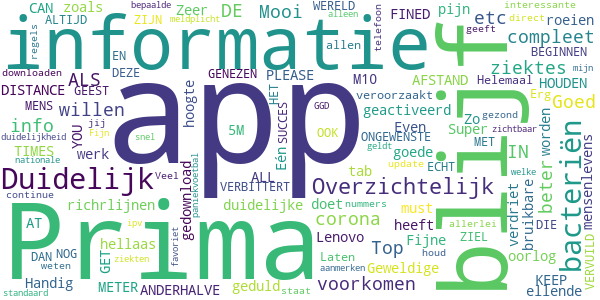 CAN zoals
ALTIJD
regels
bepaalde
ZIJN
Zeer
meldplicht
DE
Mooi
alleen
WERELD
telefoon
FINED
pijn
direct
etc
geeft
interessante
roeien
mijn
informatie
EN
DEZE
allen
compleet
BEGINNEN
downloaden
ALS
GENEZEN
PLEASE
M10
AFSTAND
ziektes
DISTANCE
GEEST
HET
hoogte
veroorzaakt
Erg
Helemaal
HOUDEN
MENS
YOU
jij
willen
app
GGD
SUCCES
geactiveerd
Zo
gezond
Goed
duidelijkheid
info
Fijn
snel
5M
Eén
OOK
ONGEWENSTE
Super
zichtbaar
TIMES
werk
ALL
Even
goede
geldt
MET
worden
IN
nationale
Veel
gedownload
paniekvoetbal
VERBITTERT
tab
update
ECHT
blijf
bacteriën
mensenlevens
Duidelijk
Overzichtelijk
beter
continue
richtlijnen
duidelijke
doet
nummers
welke
AT
Prima
corona
must
verdriet
bruikbare
DIE
NOG
hellaas
Lenovo
heeft
allerlei
DAN
GET
ipv
Top
Fijne
ZIEL
oorlog
VERVUILD
weten
ziekten
favoriet
geduld
Laten
Geweldige
houd
Handig
METER
aanmerken
KEEP
standaard
ANDERHALVE
staat
voorkomen
ellende